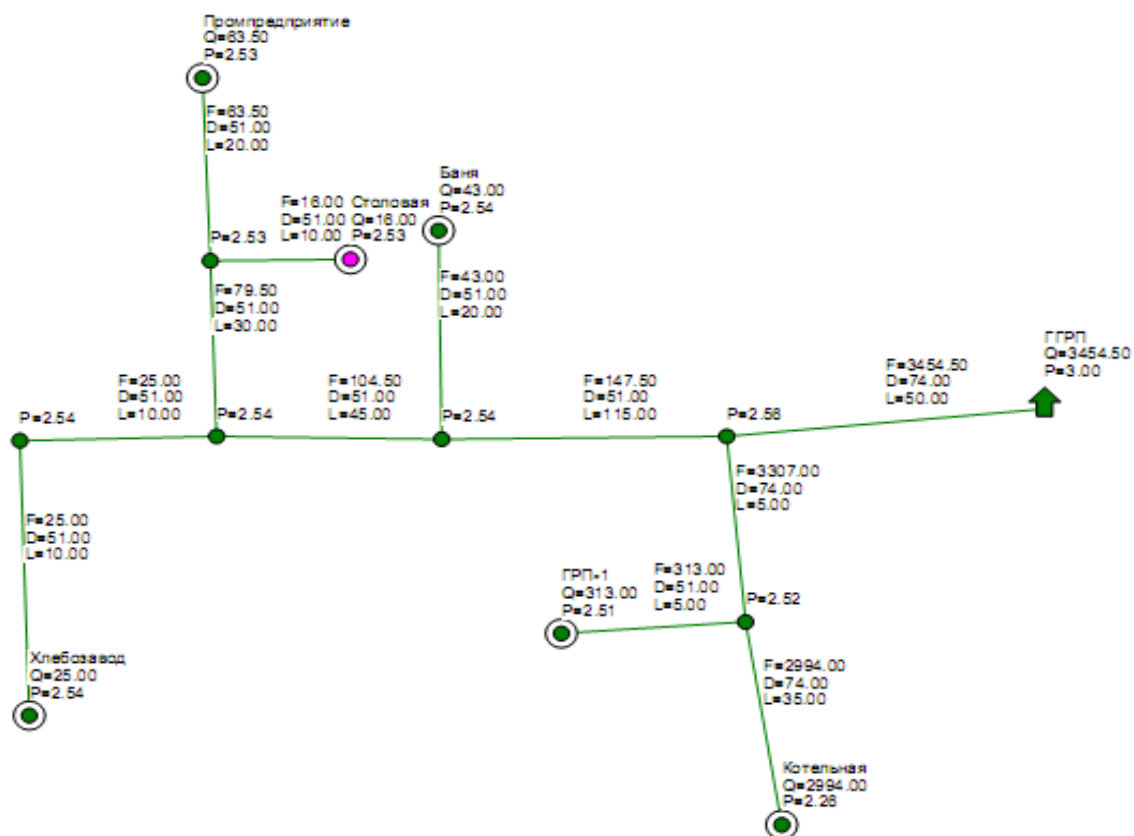 Промпредприятие
Q=63.50
P=2.53
F=63.50
D=51.00
L=20.00
Баня
Q=43.00
P=2.54
F=16.00
D=51.00
L=10.00
Столовая
Q=16.00
P=2.53
P=2.53
F=79.50
D=51.00
L=30.00
F=43.00
D=51.00
L=20.00
ГГРП
Q=3454.50
P=3.00
F=3454.50
D=74.00
L=50.00
F=25.00
D=51.00
L=10.00
F=104.50
D=51.00
L=45.00
F=147.50
D=51.00
L=115.00
P=2.54
P=2.54
P=2.54
P=2.56
F=3307.00
D=74.00
L=5.00
F=25.00
D=51.00
L=10.00
ГРП-1
Q=313.00
P=2.51
F=313.00
D=51.00
L=5.00
P=2.52
Хлебозавод
Q=25.00
P=2.54
F=2994.00
D=74.00
L=35.00
Котельная
Q=2994.00
P=2.26